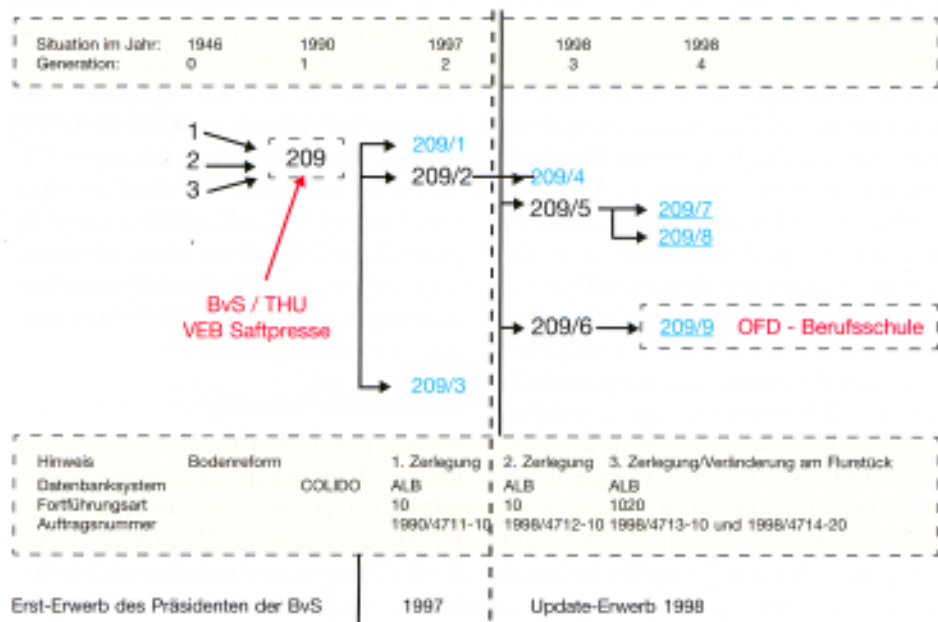 Situation im Jahr: 1946 1990 1997 1998 1998
Generation: 0 1 2 3 4
1
2
3
209
209/1
209/2
209/4
209/5
209/7
209/8
BvS / THU
VEB Saftpresse
209/6
209/9 OFD - Berufsschule
209/3
Hinweis Bodenreform 1. Zerlegung 2. Zerlegung 3. Zerlegung/Veränderung am Flurstück
Datenbanksystem COLIDO ALB ALB ALB
Fortführungsart 10 10 1020
Auftragsnummer 1990/4711-10 1998/4712-10 1998/4713-10 und 1998/4714-20
Erst-Erwerb des Präsidenten der BvS 1997 Update-Erwerb 1998